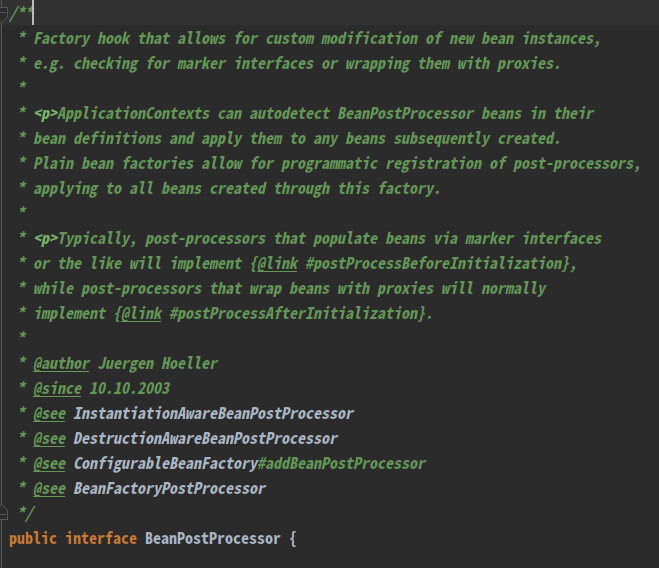 /**
* Factory hook that allows for custom modification of new bean instances,
* e.g. checking for marker interfaces or wrapping them with proxies.
*
* <p>ApplicationContexts can autodetect BeanPostProcessor beans in their
* bean definitions and apply them to any beans subsequently created.
* Plain bean factories allow for programmatic registration of post-processors,
* applying to all beans created through this factory.
*
* <p>Typically, post-processors that populate beans via marker interfaces
* or the like will implement {@link #postProcessBeforeInitialization},
* while post-processors that wrap beans with proxies will normally
* implement {@link #postProcessAfterInitialization}.
*
* @author Juergen Hoeller
* @since 10.10.2003
* @see InstantiationAwareBeanPostProcessor
* @see DestructionAwareBeanPostProcessor
* @see ConfigurableBeanFactory#addBeanPostProcessor
* @see BeanFactoryPostProcessor
*/
public interface BeanPostProcessor {